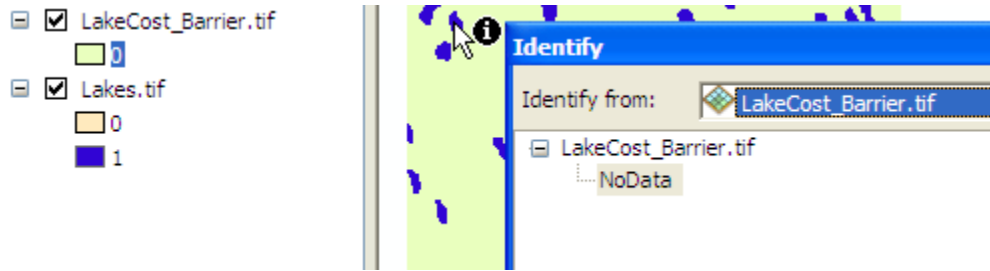 LakeCost_Barrier.tif
0
Lakes.tif
0
1
Identify
Identify from: LakeCost_Barrier.tif
LakeCost_Barrier.tif
NoData